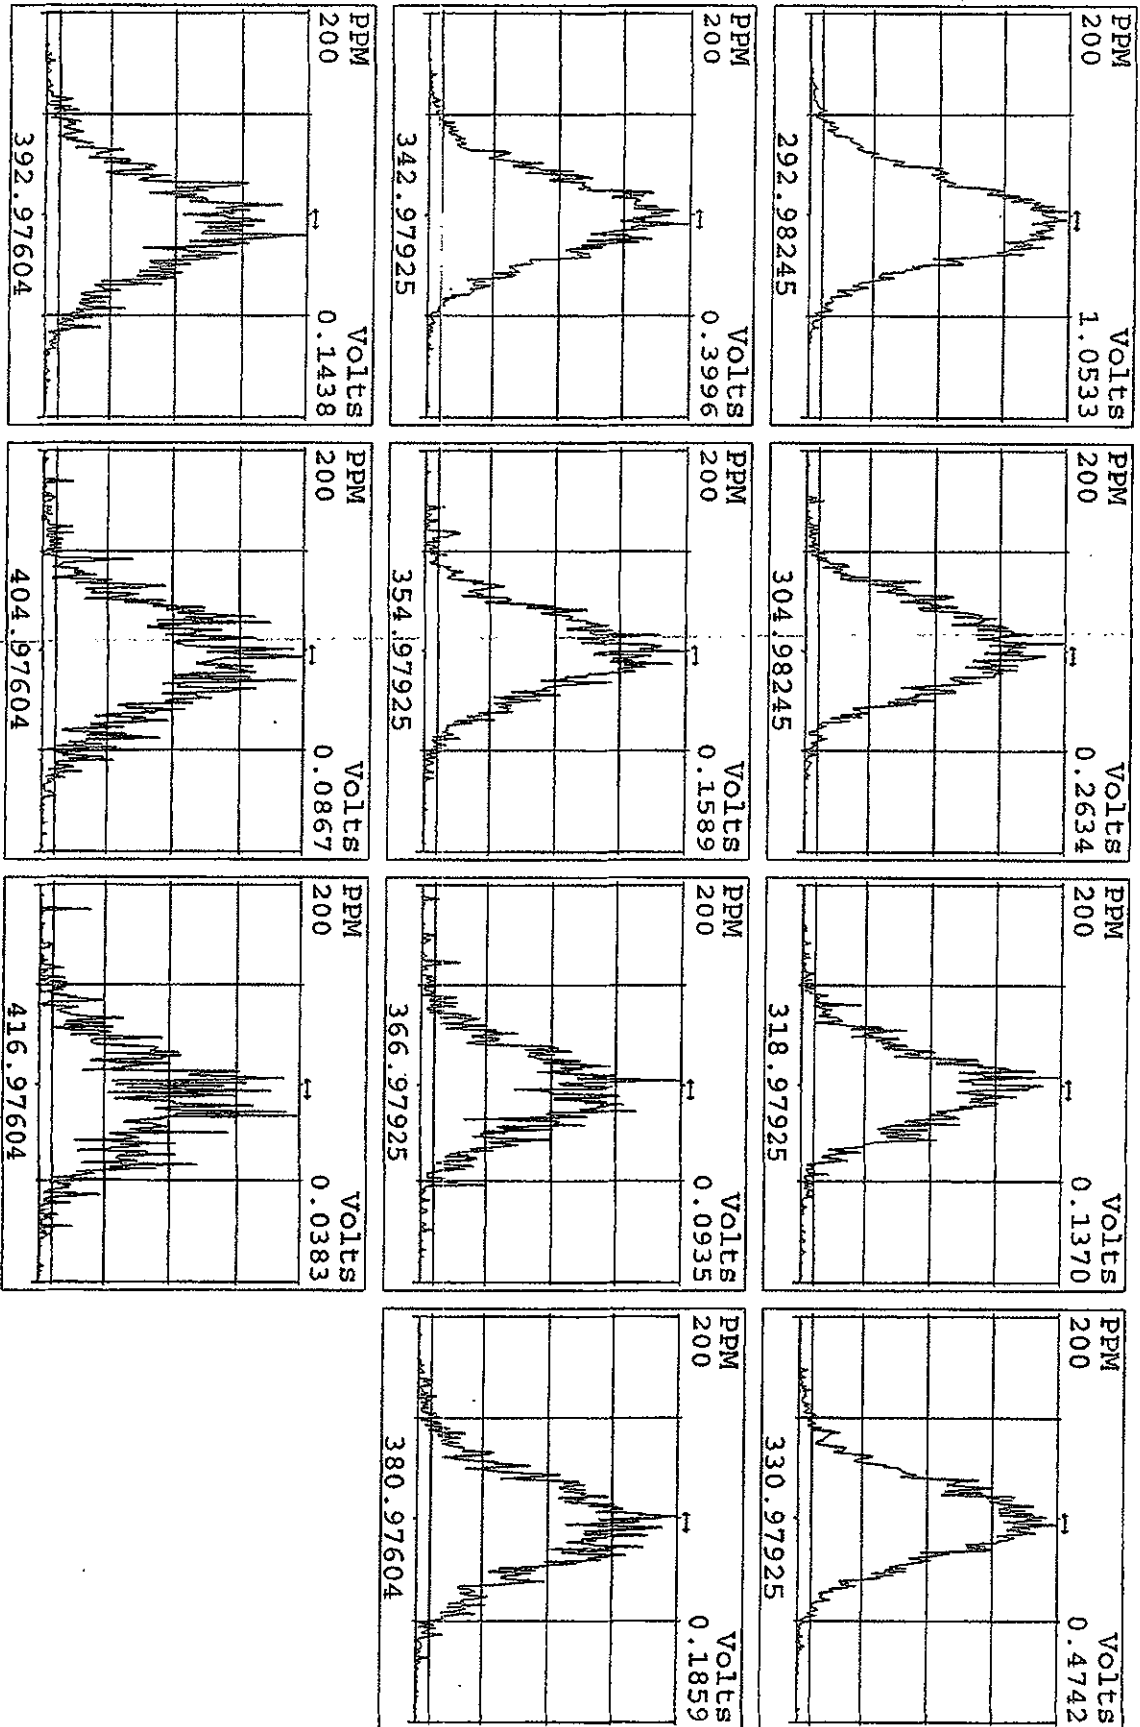 PPM Volts
200 1.0533
292.98245
PPM Volts
200 0.2634
304.98245
PPM Volts
200 0.1370
318.97925
PPM Volts
200 0.4742
330.97925
PPM Volts
200 0.3996
342.97925
PPM Volts
200 0.1589
354.97925
PPM Volts
200 0.0935
366.97925
PPM Volts
200 0.1859
380.97604
PPM Volts
200 0.1438
392.97604
PPM Volts
200 0.0867
404.97604
PPM Volts
200 0.0383
416.97604